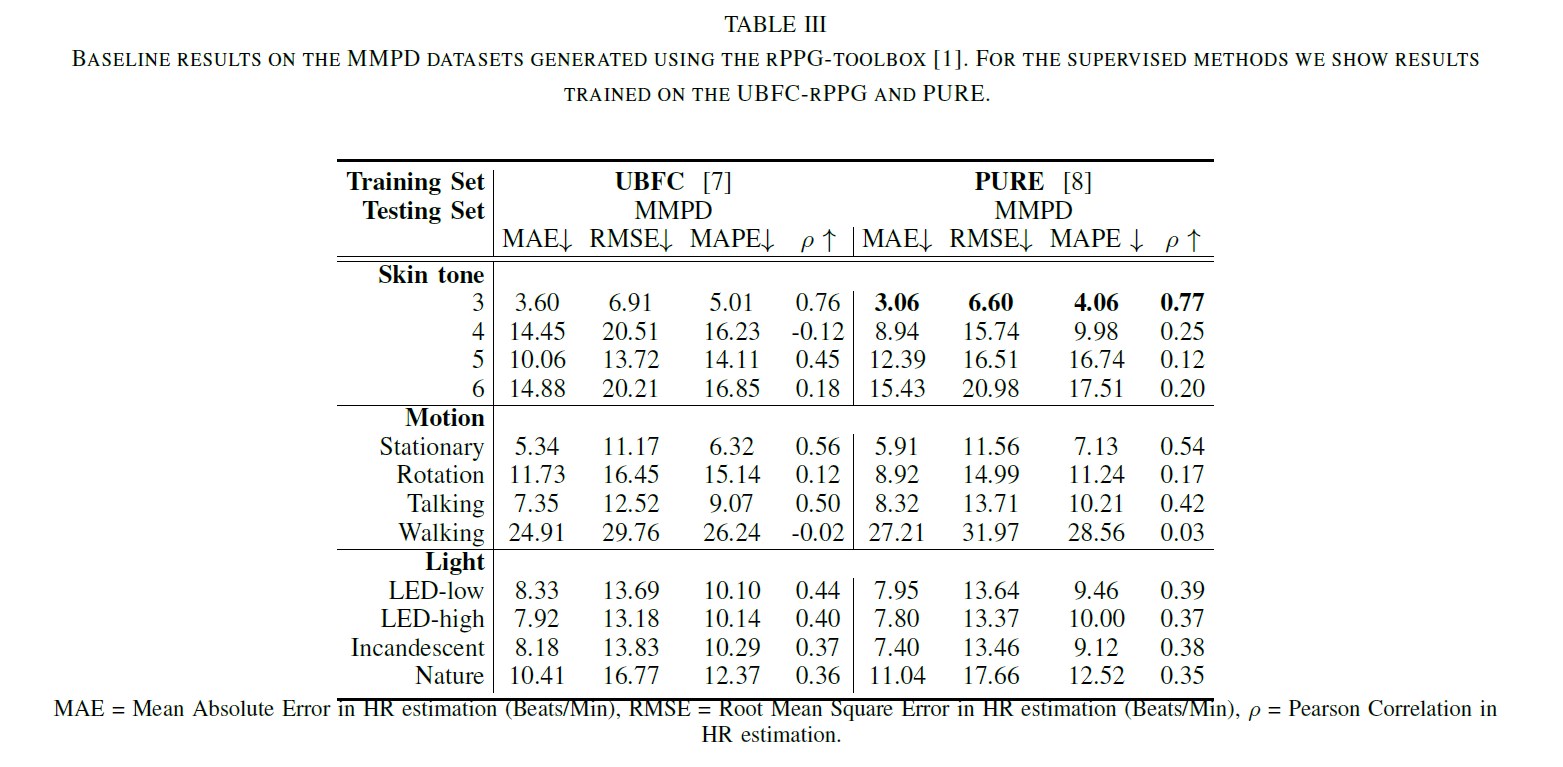 TABLE III
BASELINE RESULTS ON THE MMPD DATASETS GENERATED USING THE RPPG-TOOLBOX [1]. FOR THE SUPERVISED METHODS WE SHOW RESULTS
TRAINED ON THE UBFC-RPPG AND PURE.
Training Set UBFC [7] PURE [8]
Testing Set MMPD MMPD
MAE↓ RMSE↓ MAPE↓ ρ ↑ MAE↓ RMSE↓ MAPE ↓ ρ ↑
Skin tone
3 3.60 6.91 5.01 0.76 3.06 6.60 4.06 0.77
4 14.45 20.51 16.23 -0.12 8.94 15.74 9.98 0.25
5 10.06 13.72 14.11 0.45 12.39 16.51 16.74 0.12
6 14.88 20.21 16.85 0.18 15.43 20.98 17.51 0.20
Motion
Stationary 5.34 11.17 6.32 0.56 5.91 11.56 7.13 0.54
Rotation 11.73 16.45 15.14 0.12 8.92 14.99 11.24 0.17
Talking 7.35 12.52 9.07 0.50 8.32 13.71 10.21 0.42
Walking 24.91 29.76 26.24 -0.02 27.21 31.97 28.56 0.03
Light
LED-low 8.33 13.69 10.10 0.44 7.95 13.64 9.46 0.39
LED-high 7.92 13.18 10.14 0.40 7.80 13.37 10.00 0.37
Incandescent 8.18 13.83 10.29 0.37 7.40 13.46 9.12 0.38
Nature 10.41 16.77 12.37 0.36 11.04 17.66 12.52 0.35
MAE = Mean Absolute Error in HR estimation (Beats/Min), RMSE = Root Mean Square Error in HR estimation (Beats/Min), ρ = Pearson Correlation in
HR estimation.